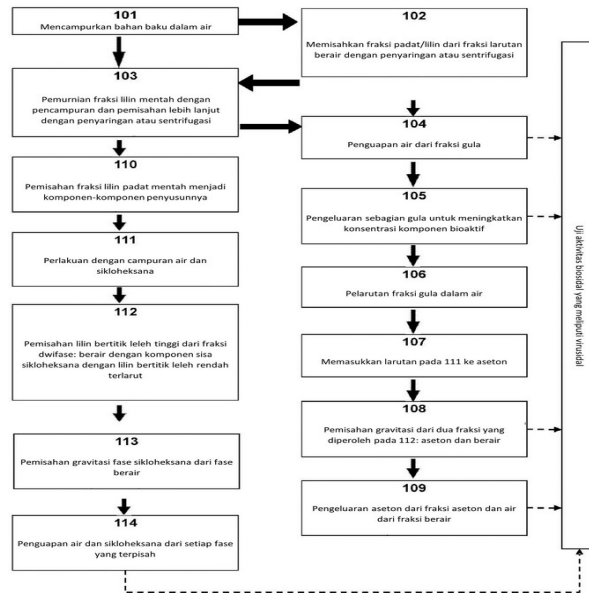 101
Mencampurkan bahan baku dalam air
102
Memisahkan fraksi padat/lilin dari fraksi larutan
berair dengan penyaringan atau sentrifugasi
103
Pemurnian fraksi lilin mentah dengan
pencampuran dan pemisahan lebih lanjut
dengan penyaringan atau sentrifugasi
104
Penguapan air dari fraksi gula
110
Pemisahan fraksi lilin padat mentah menjadi
komponen-komponen penyusunnya
105
Pengeluaran sebagian gula untuk meningkatkan
konsentrasi komponen bioaktif
111
Perlakuan dengan campuran air dan
sikloheksana
106
Pelarutan fraksi gula dalam air
112
Pemisahan lilin bertitik leleh tinggi dari fraksi
dwifase: berair dengan komponen sisa
sikloheksana dengan lilin bertitik leleh rendah
terlarut
107
Memasukkan larutan pada 111 ke aseton
108
Pemisahan gravitasi dari dua fraksi yang
diperoleh pada 112: aseton dan berair
113
Pemisahan gravitasi fase sikloheksana dari fase
berair
109
Pengeluaran aseton dari fraksi aseton dan air
dari fraksi berair
114
Penguapan air dan sikloheksana dari setiap fase
yang terpisah
Uji aktivitas biosidal yang meliputi virusidal